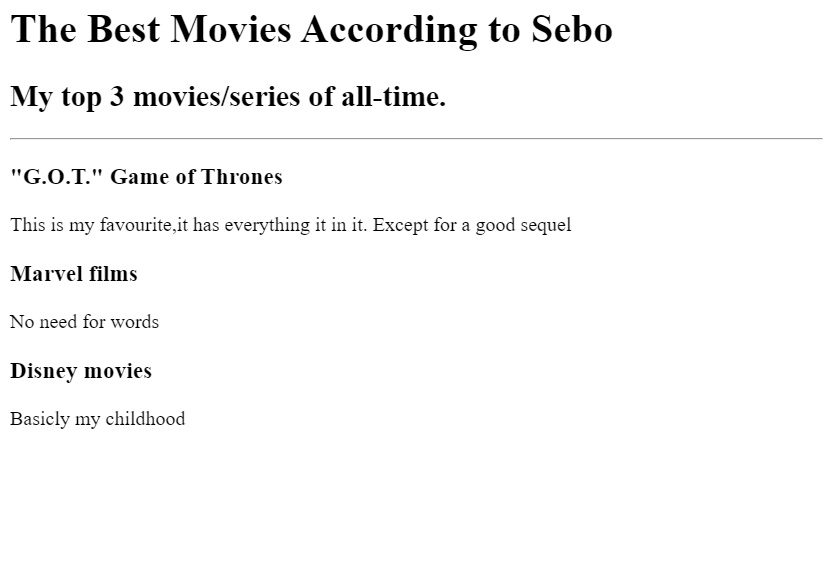 The Best Movies According to Sebo
My top 3 movies/series of all-time.
"G.O.T." Game of Thrones
This is my favourite,it has everything it in it. Except for a good sequel
Marvel films
No need for words
Disney movies
Basicly my childhood